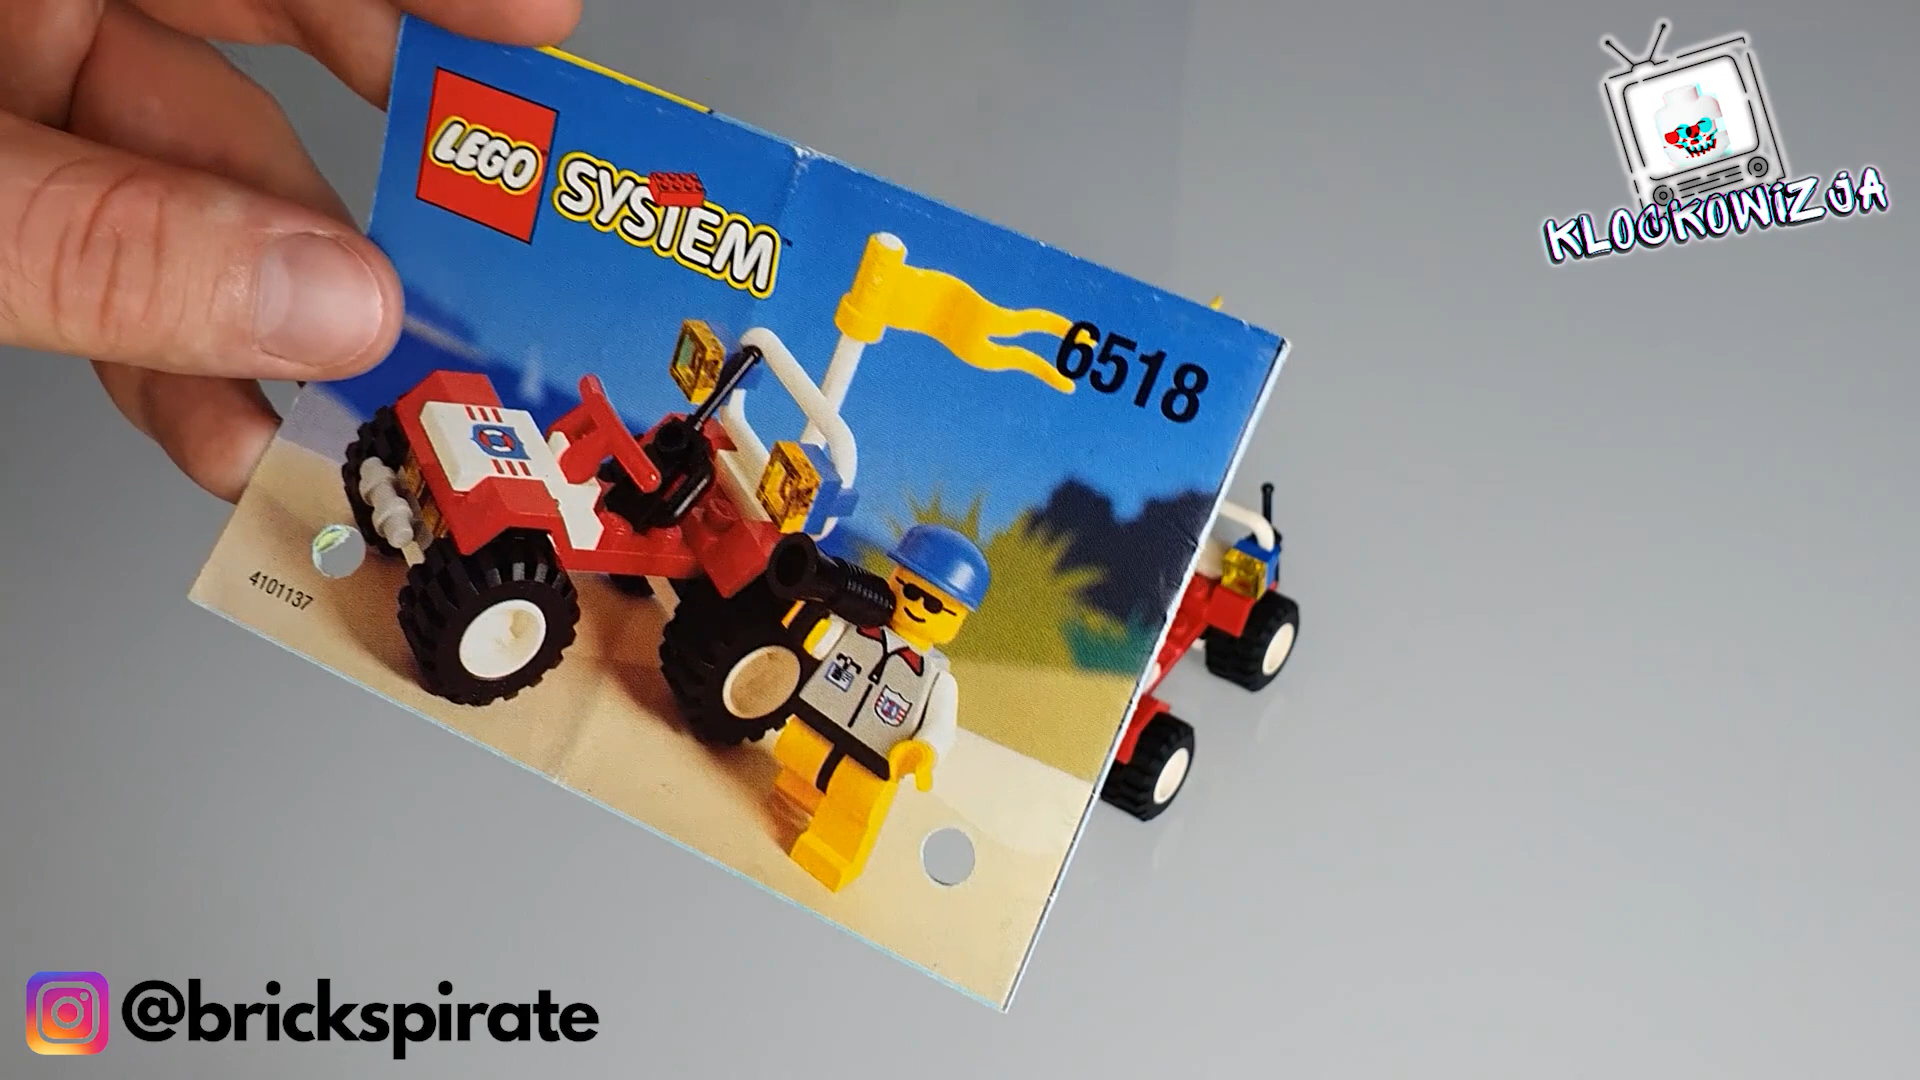 LEGO
SYSTEM
6518
4101137
KLOCKOWiZJA
@brickspirate